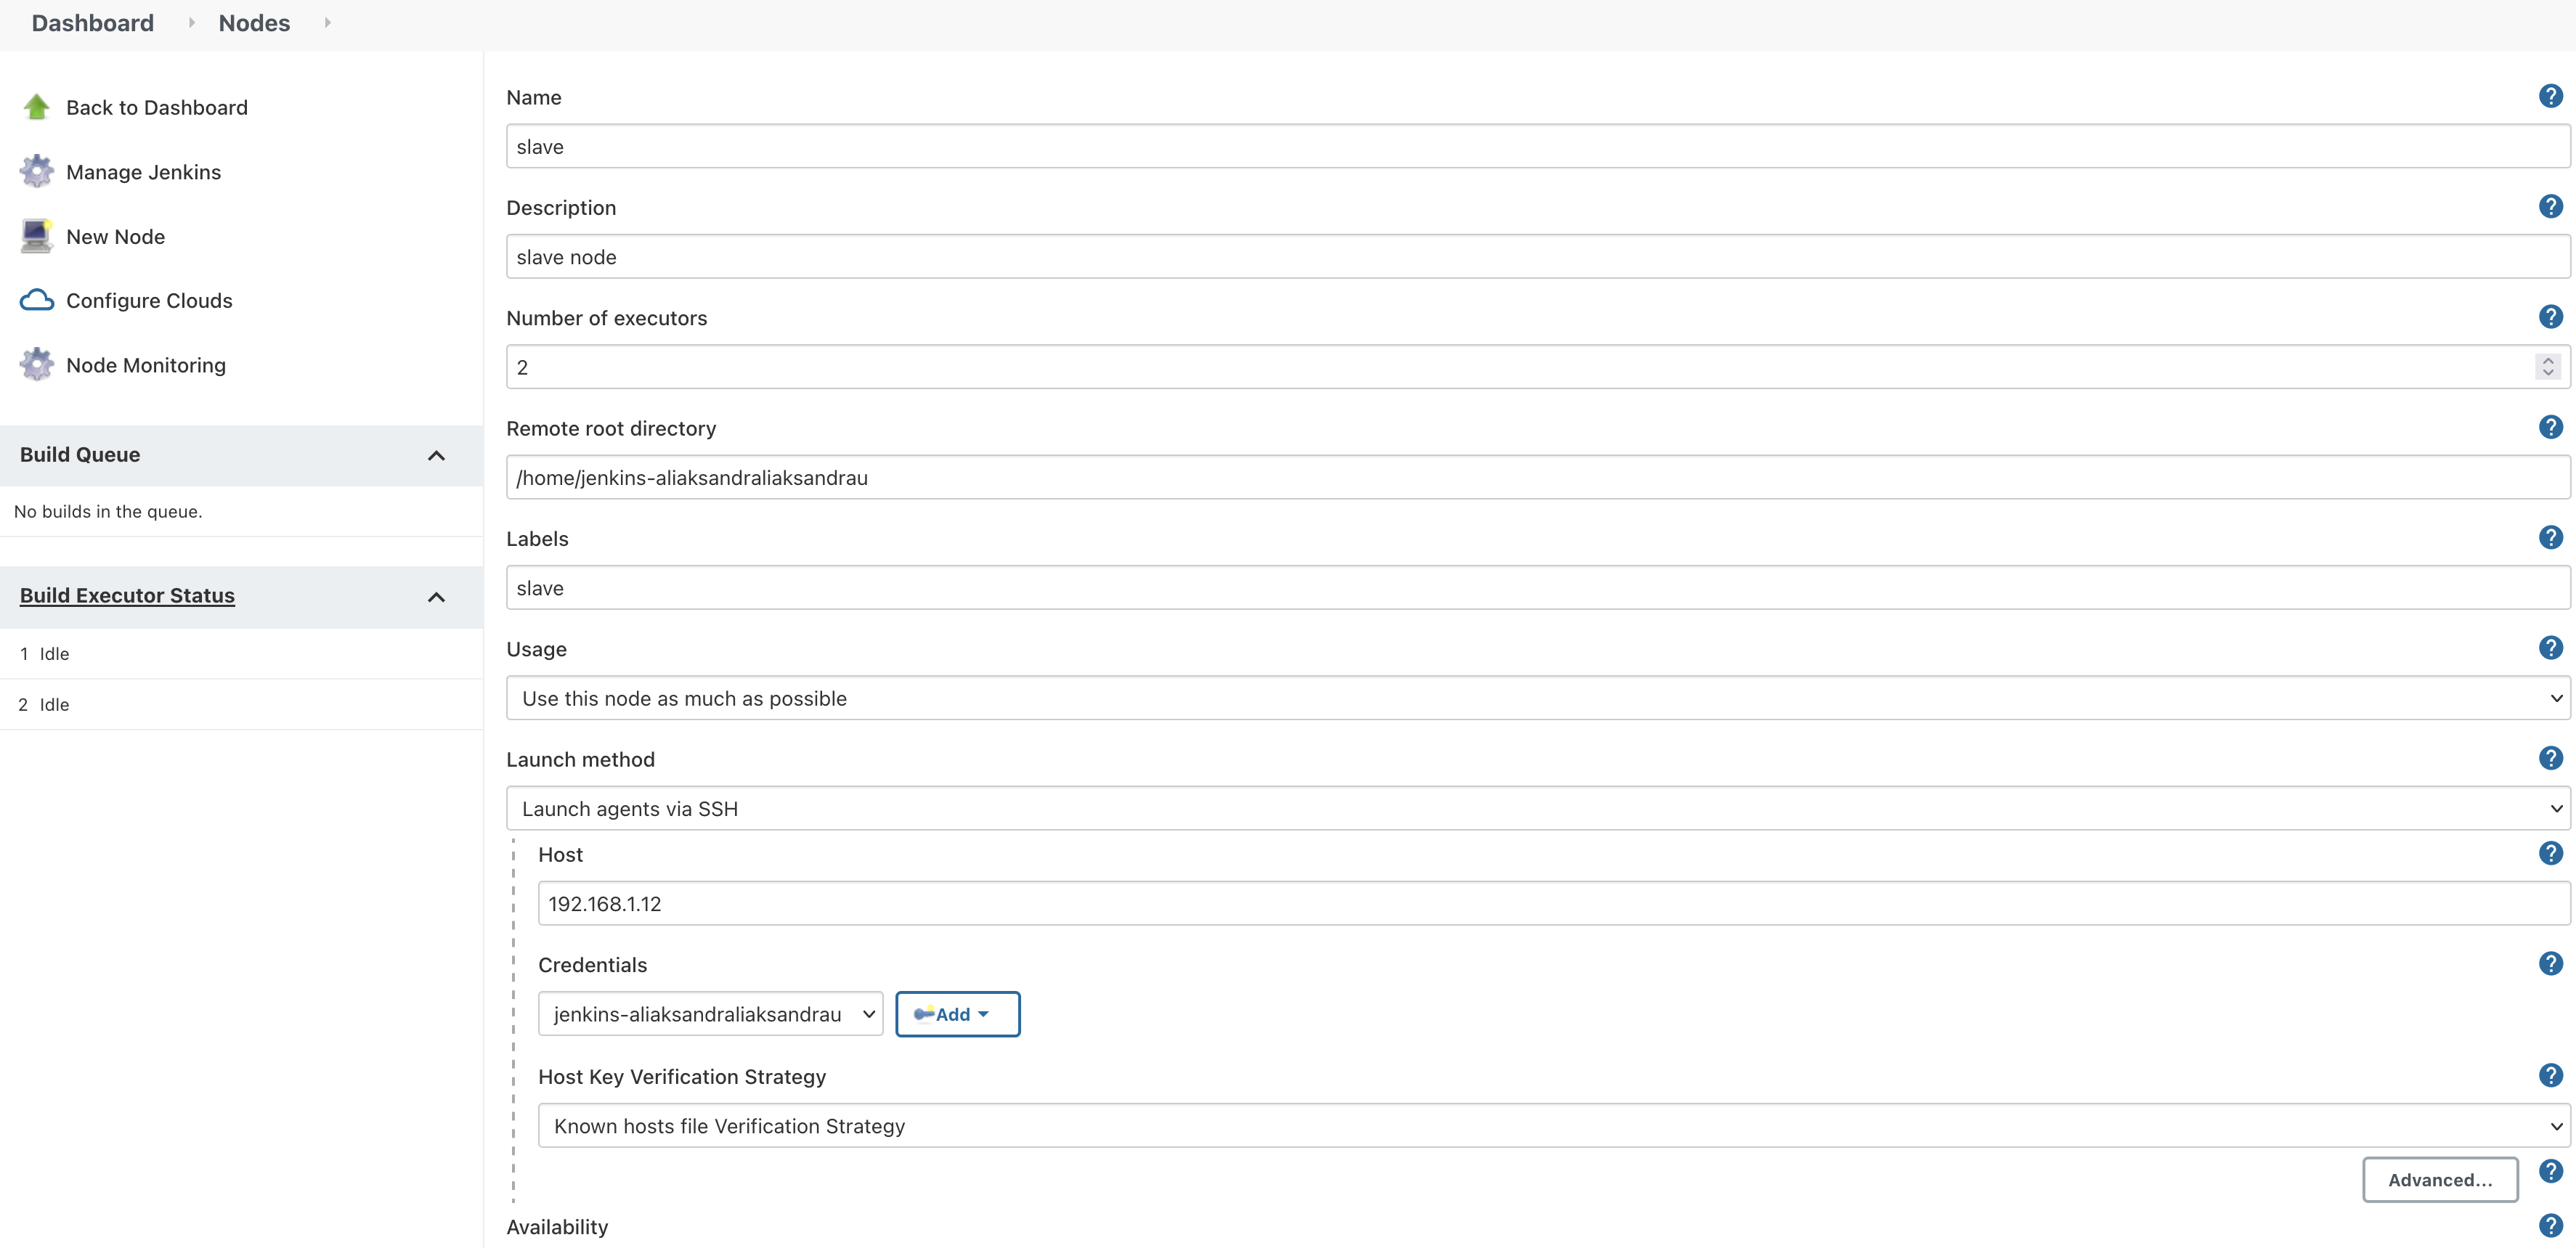 Dashboard Nodes
Back to Dashboard
Manage Jenkins
New Node
Configure Clouds
Node Monitoring
Build Queue
No builds in the queue.
Build Executor Status
1 Idle
2 Idle
Name
slave
Description
slave node
Number of executors
2
Remote root directory
/home/jenkins-aliaksandraliaksandrau
Labels
slave
Usage
Use this node as much as possible
Launch method
Launch agents via SSH
Host
192.168.1.12
Credentials
jenkins-aliaksandraliaksandrau Add
Host Key Verification Strategy
Known hosts file Verification Strategy
Advanced...
Availability